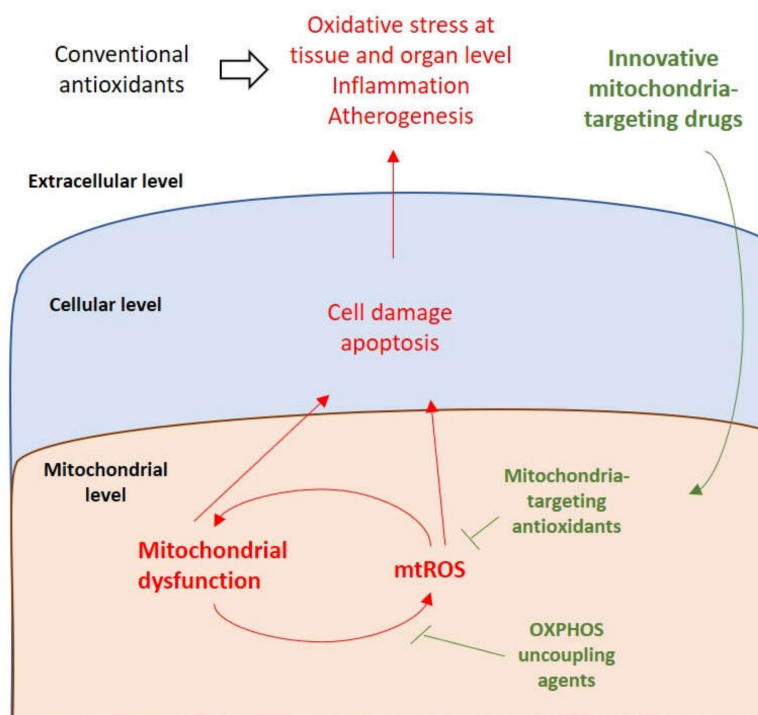 Conventional
antioxidants
Oxidative stress at
tissue and organ level
Inflammation
Atherogenesis
Innovative
mitochondria-
targeting drugs
Extracellular level
Cellular level
Cell damage
apoptosis
Mitochondrial
level
Mitochondria-
targeting
antioxidants
Mitochondrial
dysfunction
mtROS
OXPHOS
uncoupling
agents